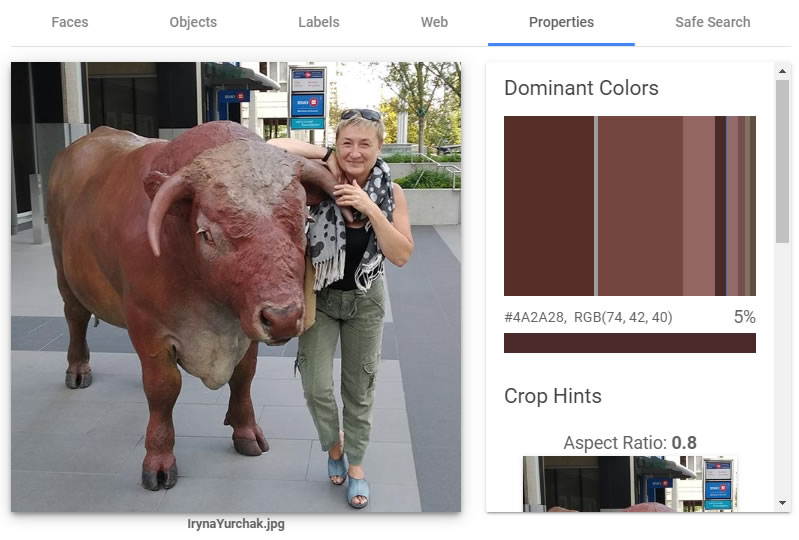 Faces Objects Labels Web Properties Safe Search
Dominant Colors
#4A2A28, RGB(74, 42, 40) 5%
Crop Hints
Aspect Ratio: 0.8
IrynaYurchak.jpg